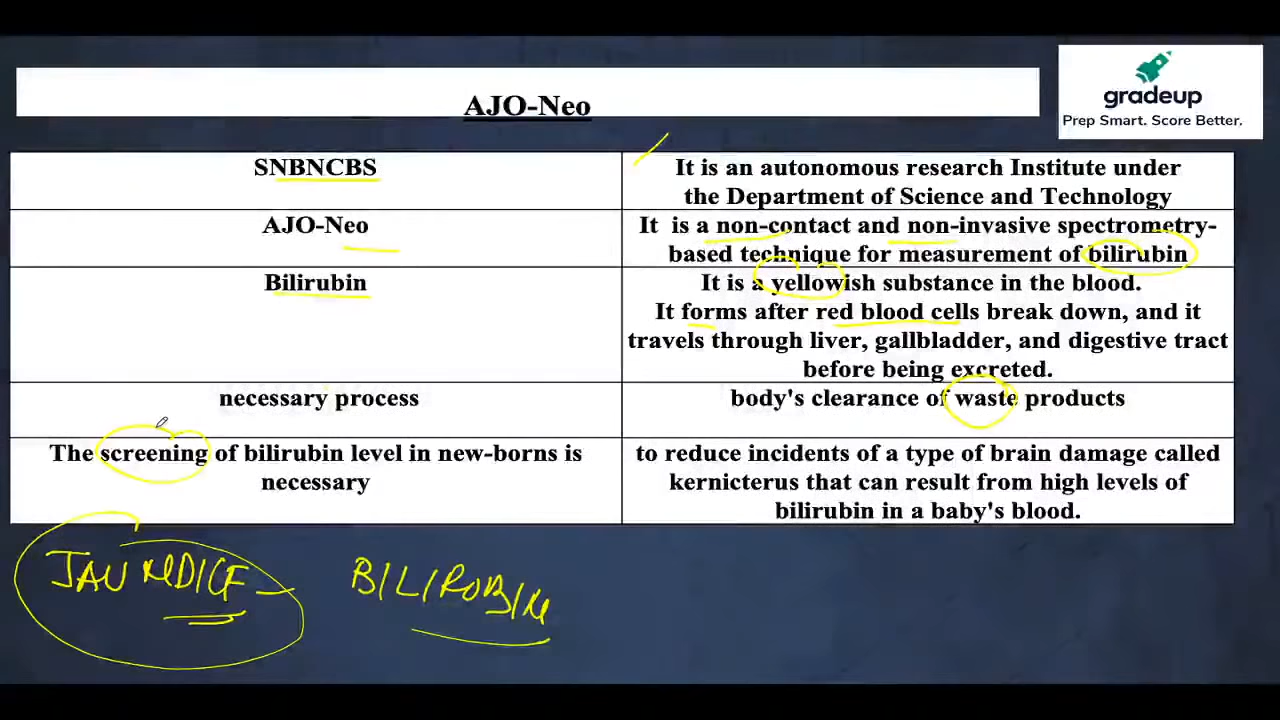 AJO-Neo
gradeup
Prep Smart. Score Better.
SNBNCBS
It is an autonomous research Institute under
the Department of Science and Technology
AJO-Neo
It is a non-contact and non-invasive spectrometry-
based technique for measurement of bilirubin
Bilirubin
It is a yellowish substance in the blood.
It forms after red blood cells break down, and it
travels through liver, gallbladder, and digestive tract
before being excreted.
necessary process
body's clearance of waste products
The screening of bilirubin level in new-borns is
necessary
to reduce incidents of a type of brain damage called
kernicterus that can result from high levels of
bilirubin in a baby's blood.
JAUNDICE - BILIROBIN